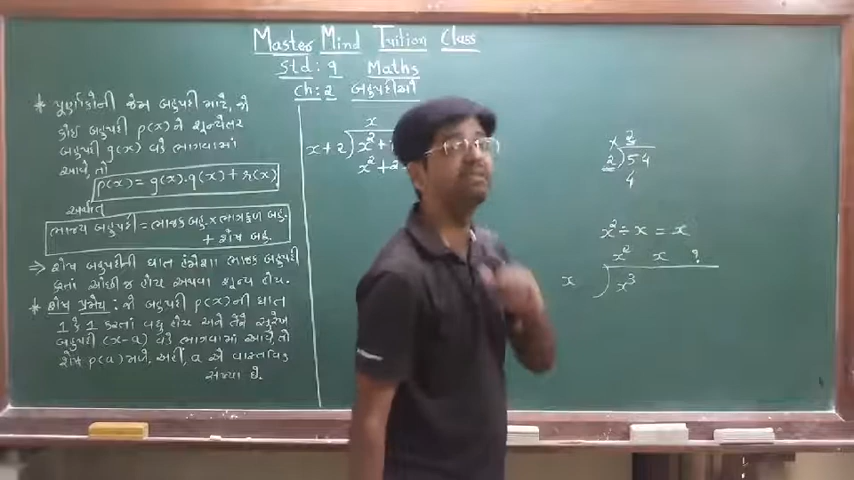 Master Mind Tuition Class
Std: 9 Maths
Ch: 2 બહુપદીઓ
* પૂર્ણાંકોની જેમ બહુપદી માટે, જો
કોઈ બહુપદી p(x) ને શૂન્યેતર
બહુપદી g(x) વડે ભાગવામાં
આવે, તો
p(x) = g(x).q(x) + r(x)
અર્થાત્
ભાજ્ય બહુપદી = ભાજક બહુ. x ભાગફળ બહુ.
+ શેષ બહુ.
⇒ શેષ બહુપદીની ઘાત હંમેશા ભાજક બહુપદી
કરતાં ઓછી જ હોય અથવા શૂન્ય હોય.
* શેષ પ્રમેય: જો બહુપદી p(x) ની ઘાત
1 કે 1 કરતાં વધુ હોય અને તેને સુરેખ
બહુપદી (x-a) વડે ભાગવામાં આવે, તો
શેષ p(a) મળે, અહીં, a એ વાસ્તવિક
સંખ્યા છે.
x
x+2) x²+
x²+2
x 2
2) 54
4
x² ÷ x = x
x² x 9
x ) x³